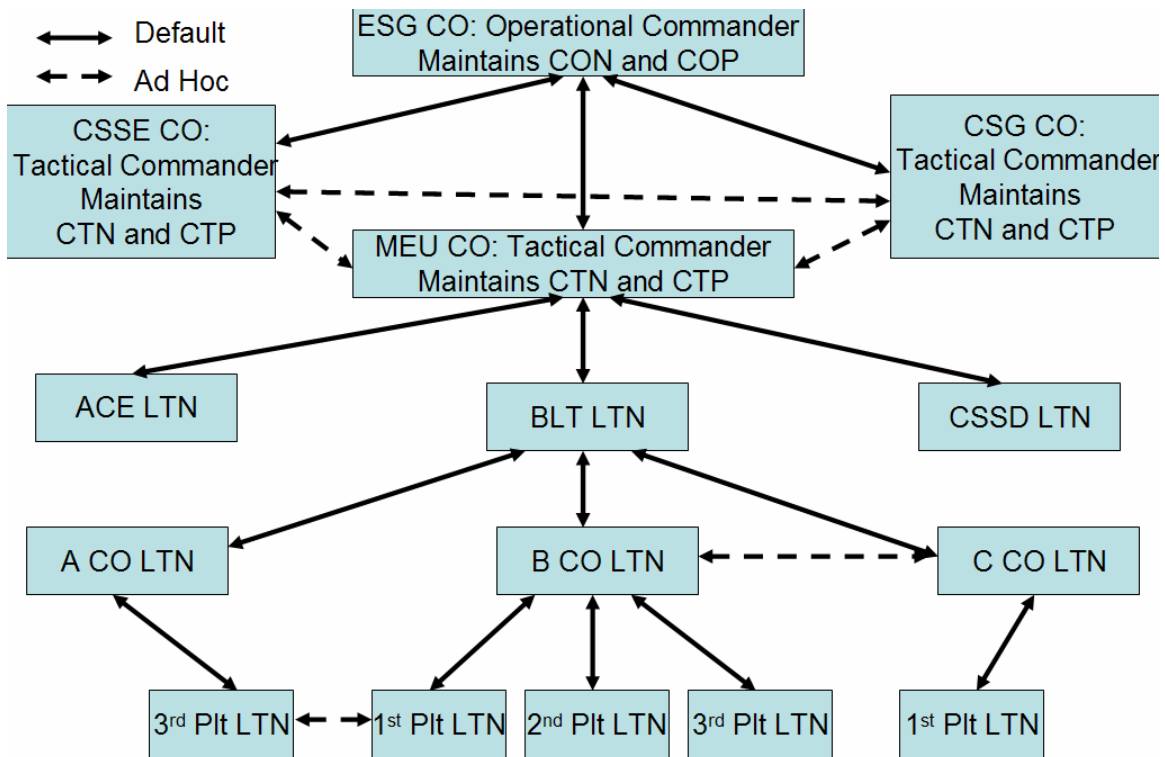 Default
Ad Hoc
ESG CO: Operational Commander
Maintains CON and COP
CSSE CO:
Tactical Commander
Maintains
CTN and CTP
CSG CO:
Tactical Commander
Maintains
CTN and CTP
MEU CO: Tactical Commander
Maintains CTN and CTP
ACE LTN
BLT LTN
CSSD LTN
A CO LTN
B CO LTN
C CO LTN
3rd Plt LTN
1st Plt LTN
2nd Plt LTN
3rd Plt LTN
1st Plt LTN